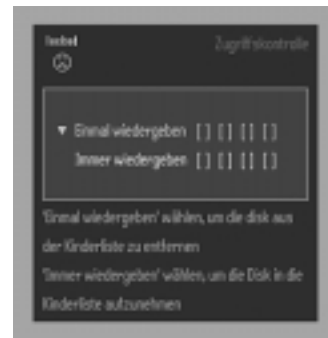 Zugriffskontrolle
▼ Einmal wiedergeben [ ] [ ] [ ] [ ]
Immer wiedergeben [ ] [ ] [ ] [ ]
'Einmal wiedergeben' wählen, um die disk aus
der Kinderliste zu entfernen
'Immer wiedergeben' wählen, um die Disk in die
Kinderliste aufzunehmen